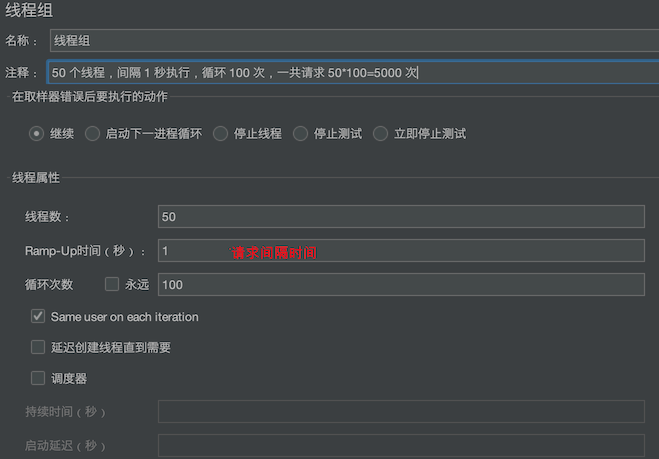 线程组
名称： 线程组
注释： 50 个线程，间隔 1 秒执行，循环 100 次，一共请求 50*100=5000 次
在取样器错误后要执行的动作
继续 启动下一进程循环 停止线程 停止测试 立即停止测试
线程属性
线程数： 50
Ramp-Up时间（秒）： 1 请求间隔时间
循环次数 永远 100
Same user on each iteration
延迟创建线程直到需要
调度器
持续时间（秒）
启动延迟（秒）